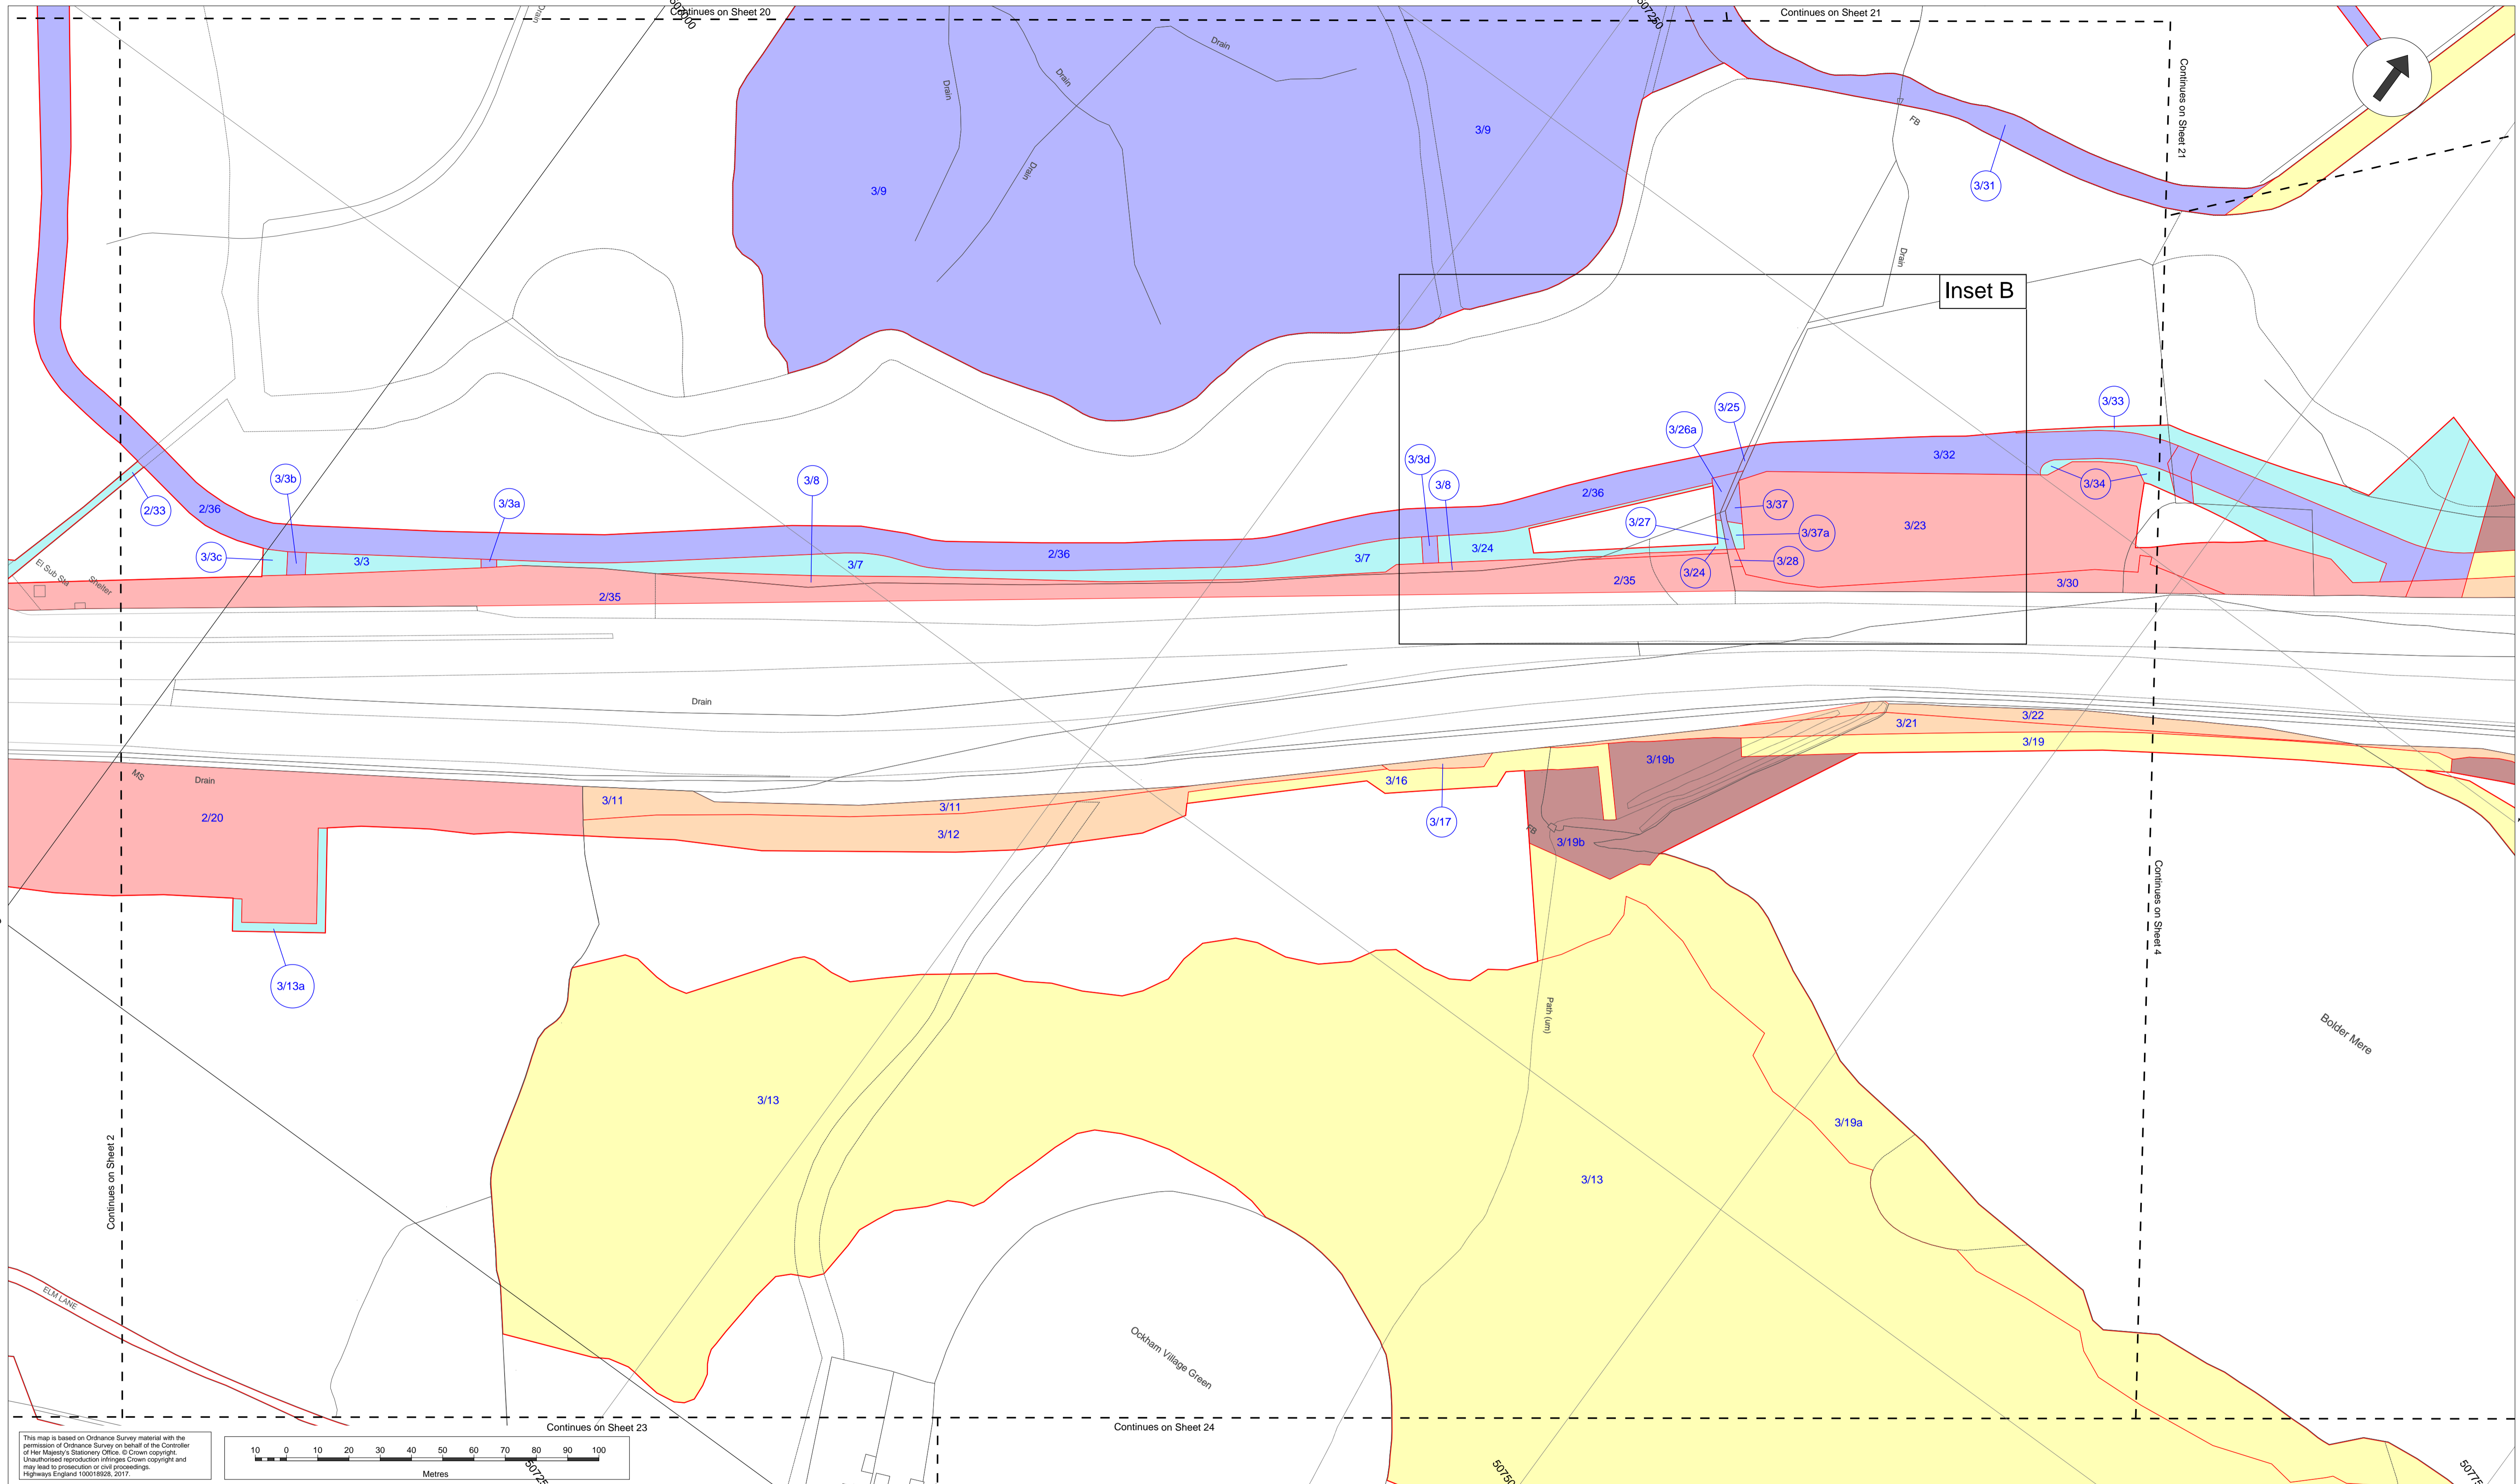 Continues on Sheet 20
Continues on Sheet 21
507000
507250
Drain
Drain
Drain
Drain
Drain
Continues on Sheet 21
FB
3/9
3/9
3/31
Drain
Inset B
3/33
3/25
3/26a
3/32
3/3d
3/3b
3/8
3/8
3/34
3/3a
2/36
2/36
2/33
2/36
3/37
3/27
3/23
3/37a
3/3c
3/3
3/7
3/7
3/24
3/28
3/24
El Sub Sta
Shelter
2/35
2/35
3/30
Drain
3/22
3/21
3/19
3/19b
MS
Drain
3/16
3/11
3/11
2/20
3/17
3/12
FB
3/19b
Continues on Sheet 4
3/13a
Path (um)
Bolder Mere
3/13
3/19a
Continues on Sheet 2
3/13
ELM LANE
Ockham Village Green
Continues on Sheet 23
Continues on Sheet 24
This map is based on Ordnance Survey material with the
permission of Ordnance Survey on behalf of the Controller
of Her Majesty's Stationery Office. © Crown copyright.
Unauthorised reproduction infringes Crown copyright and
may lead to prosecution or civil proceedings.
Highways England 100018928, 2017.
10 0 10 20 30 40 50 60 70 80 90 100
Metres